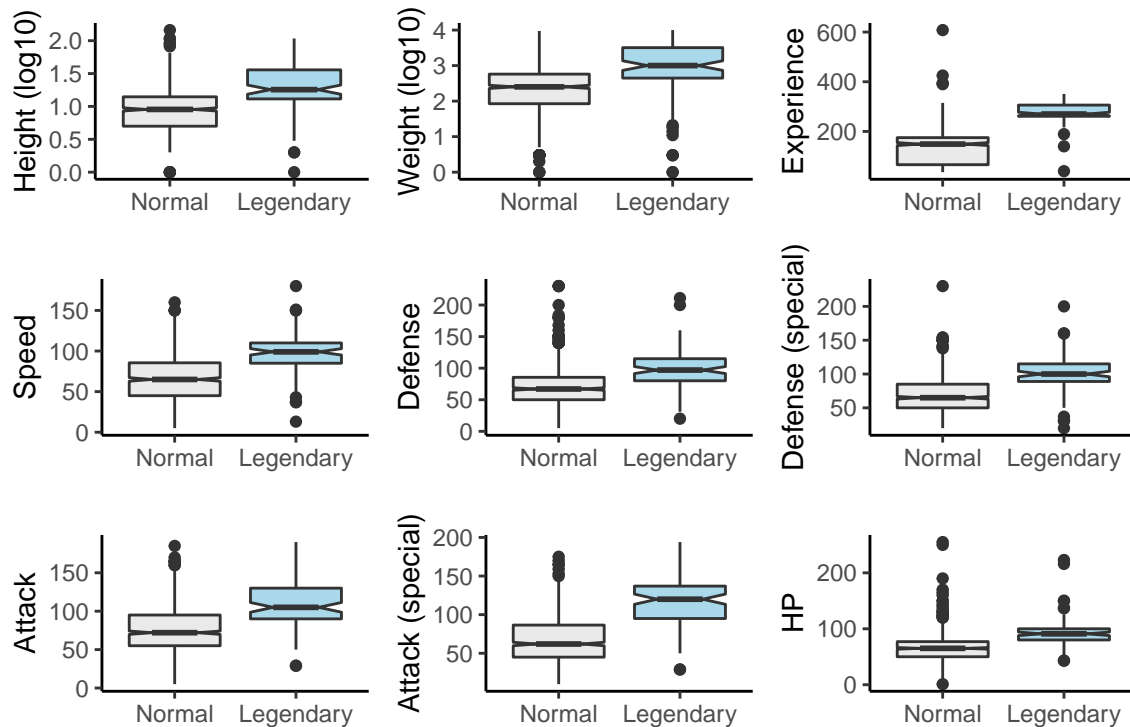 Height (log10)
2.0
1.5
1.0
0.5
0.0
Normal
Legendary
Weight (log10)
4
3
2
1
0
Normal
Legendary
Experience
600
400
200
Normal
Legendary
Speed
150
100
50
0
Normal
Legendary
Defense
200
150
100
50
0
Normal
Legendary
Defense (special)
200
150
100
50
Normal
Legendary
Attack
150
100
50
0
Normal
Legendary
Attack (special)
200
150
100
50
Normal
Legendary
HP
200
100
0
Normal
Legendary